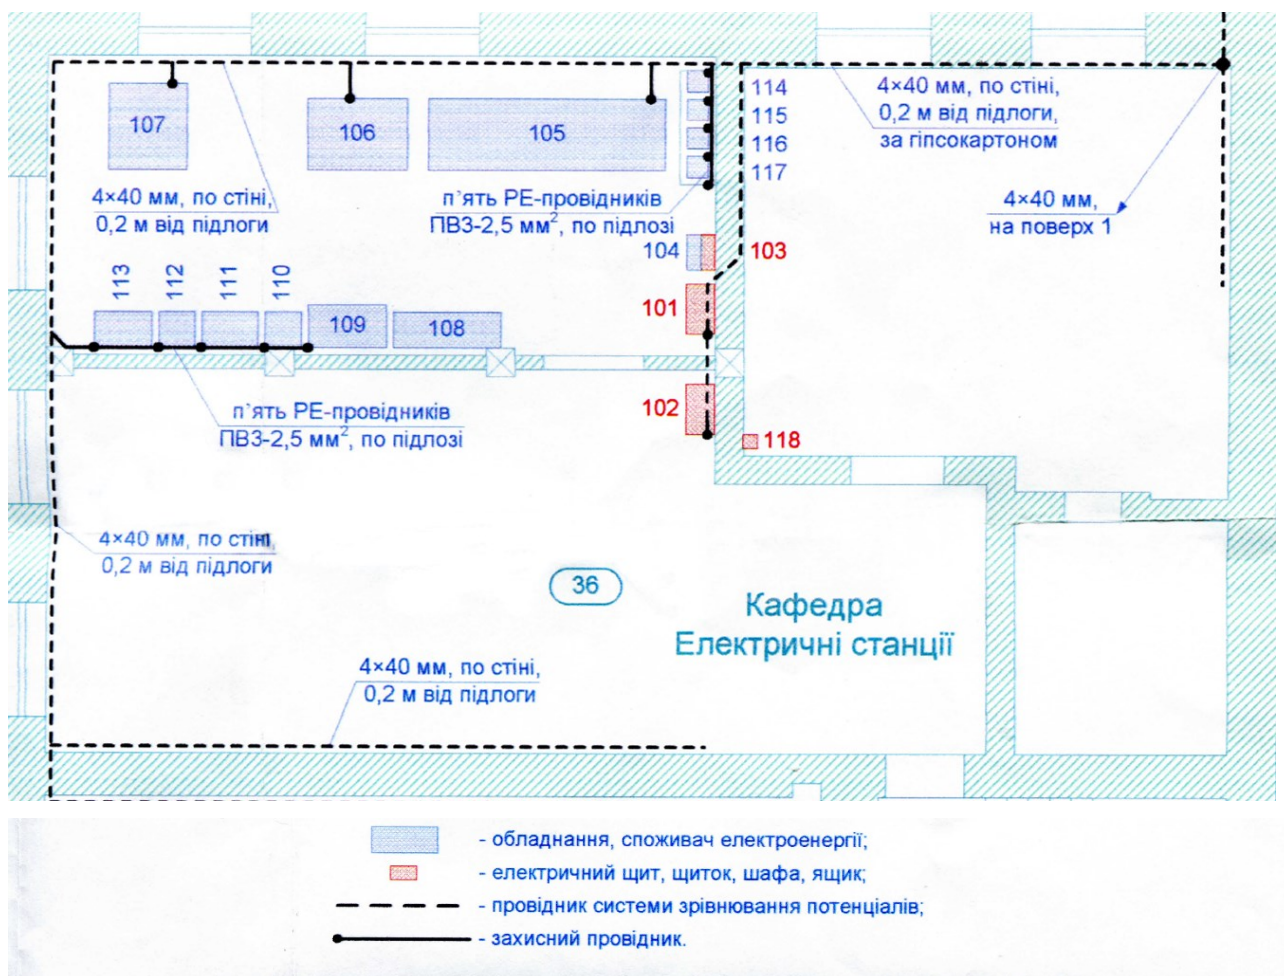 107
106
105
114
115
116
117
4×40 мм, по стіні,
0,2 м від підлоги,
за гіпсокартоном
4×40 мм, по стіні,
0,2 м від підлоги
п`ять РЕ-провідників
ПВЗ-2,5 мм², по підлозі
4×40 мм,
на поверх 1
104
103
113
112
111
110
109
108
101
102
118
п`ять РЕ-провідників
ПВЗ-2,5 мм², по підлозі
4×40 мм, по стіні,
0,2 м від підлоги
36
Кафедра
Електричні станції
4×40 мм, по стіні,
0,2 м від підлоги
- обладнання, споживач електроенергії;
- електричний щит, щиток, шафа, ящик;
- провідник системи зрівнювання потенціалів;
- захисний провідник.